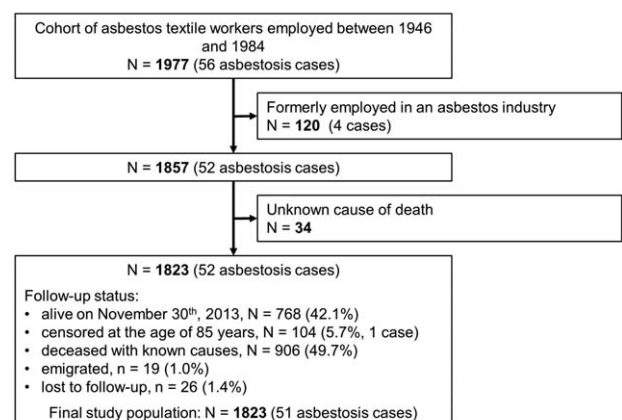 Cohort of asbestos textile workers employed between 1946
and 1984
N = 1977 (56 asbestosis cases)
Formerly employed in an asbestos industry
N = 120 (4 cases)
N = 1857 (52 asbestosis cases)
Unknown cause of death
N = 34
N = 1823 (52 asbestosis cases)
Follow-up status:
• alive on November 30th, 2013, N = 768 (42.1%)
• censored at the age of 85 years, N = 104 (5.7%, 1 case)
• deceased with known causes, N = 906 (49.7%)
• emigrated, n = 19 (1.0%)
• lost to follow-up, n = 26 (1.4%)
Final study population: N = 1823 (51 asbestosis cases)